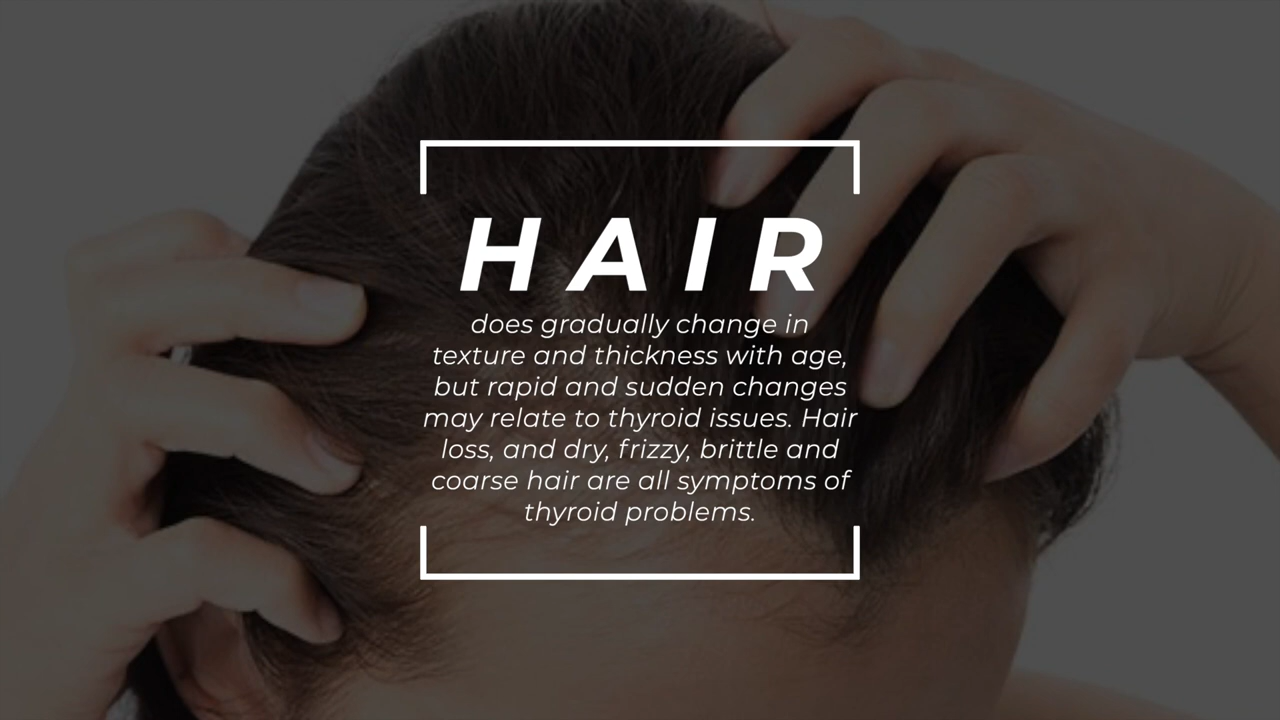 HAIR
does gradually change in
texture and thickness with age,
but rapid and sudden changes
may relate to thyroid issues. Hair
loss, and dry, frizzy, brittle and
coarse hair are all symptoms of
thyroid problems.